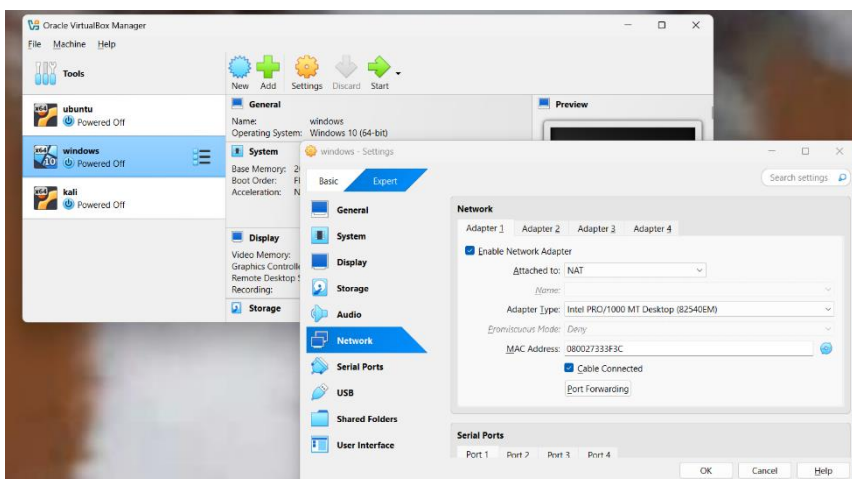 Oracle VirtualBox Manager
File Machine Help
Tools
New Add Settings Discard Start
ubuntu
Powered Off
windows
Powered Off
kali
Powered Off
General
Name: windows
Operating System: Windows 10 (64-bit)
System
Base Memory:
Boot Order:
Acceleration:
Display
Video Memory:
Graphics
Remote Desktop
Recording:
Storage
Preview
windows - Settings
Basic Expert
Search settings
General
System
Display
Storage
Audio
Network
Serial Ports
USB
Shared Folders
User Interface
Network
Adapter 1 Adapter 2 Adapter 3 Adapter 4
Enable Network Adapter
Attached to: NAT
Name:
Adapter Type: Intel PRO/1000 MT Desktop (82540EM)
Promiscuous Mode: Deny
MAC Address: 080027333F3C
Cable Connected
Port Forwarding
Serial Ports
Port 1 Port 2 Port 3 Port 4
OK Cancel Help